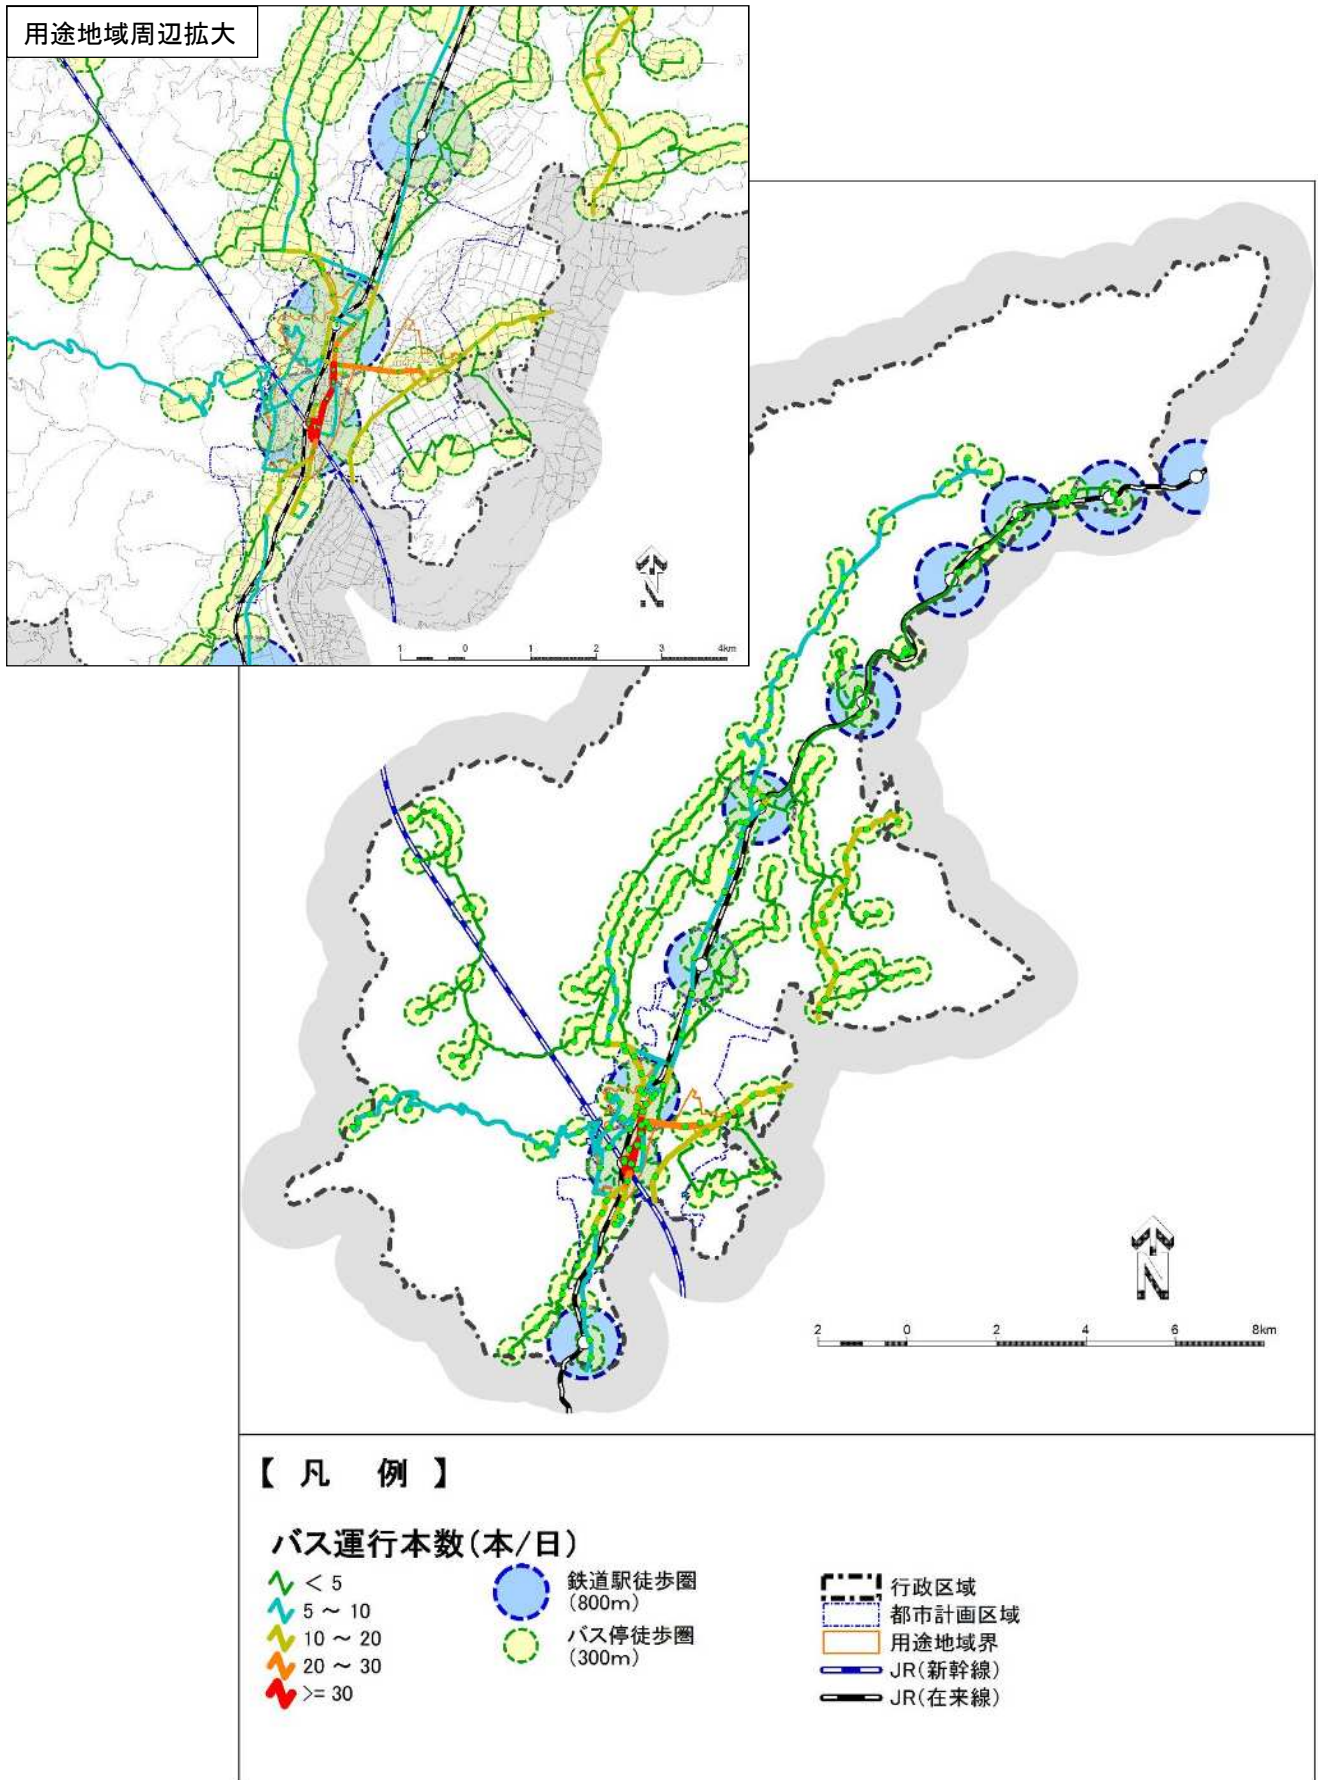 用途地域周辺拡大
N
1 0 1 2 3 4km
N
2 0 2 4 6 8km
【 凡 例 】
バス運行本数(本/日)
< 5
5 ~ 10
10 ~ 20
20 ~ 30
>= 30
鉄道駅徒歩圏
(800m)
バス停徒歩圏
(300m)
行政区域
都市計画区域
用途地域界
JR(新幹線)
JR(在来線)